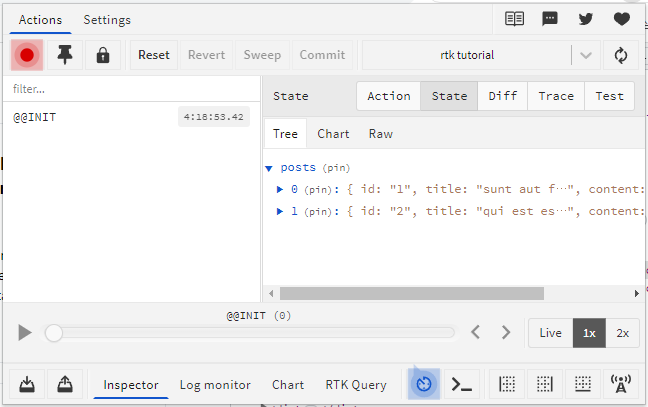 Actions Settings
Reset Revert Sweep Commit rtk tutorial
filter... State Action State Diff Trace Test
@@INIT 4:18:53.42
Tree Chart Raw
posts (pin)
0 (pin): { id: "1", title: "sunt aut f…", content:
1 (pin): { id: "2", title: "qui est es…", content:
@@INIT (0)
Live 1x 2x
Inspector Log monitor Chart RTK Query